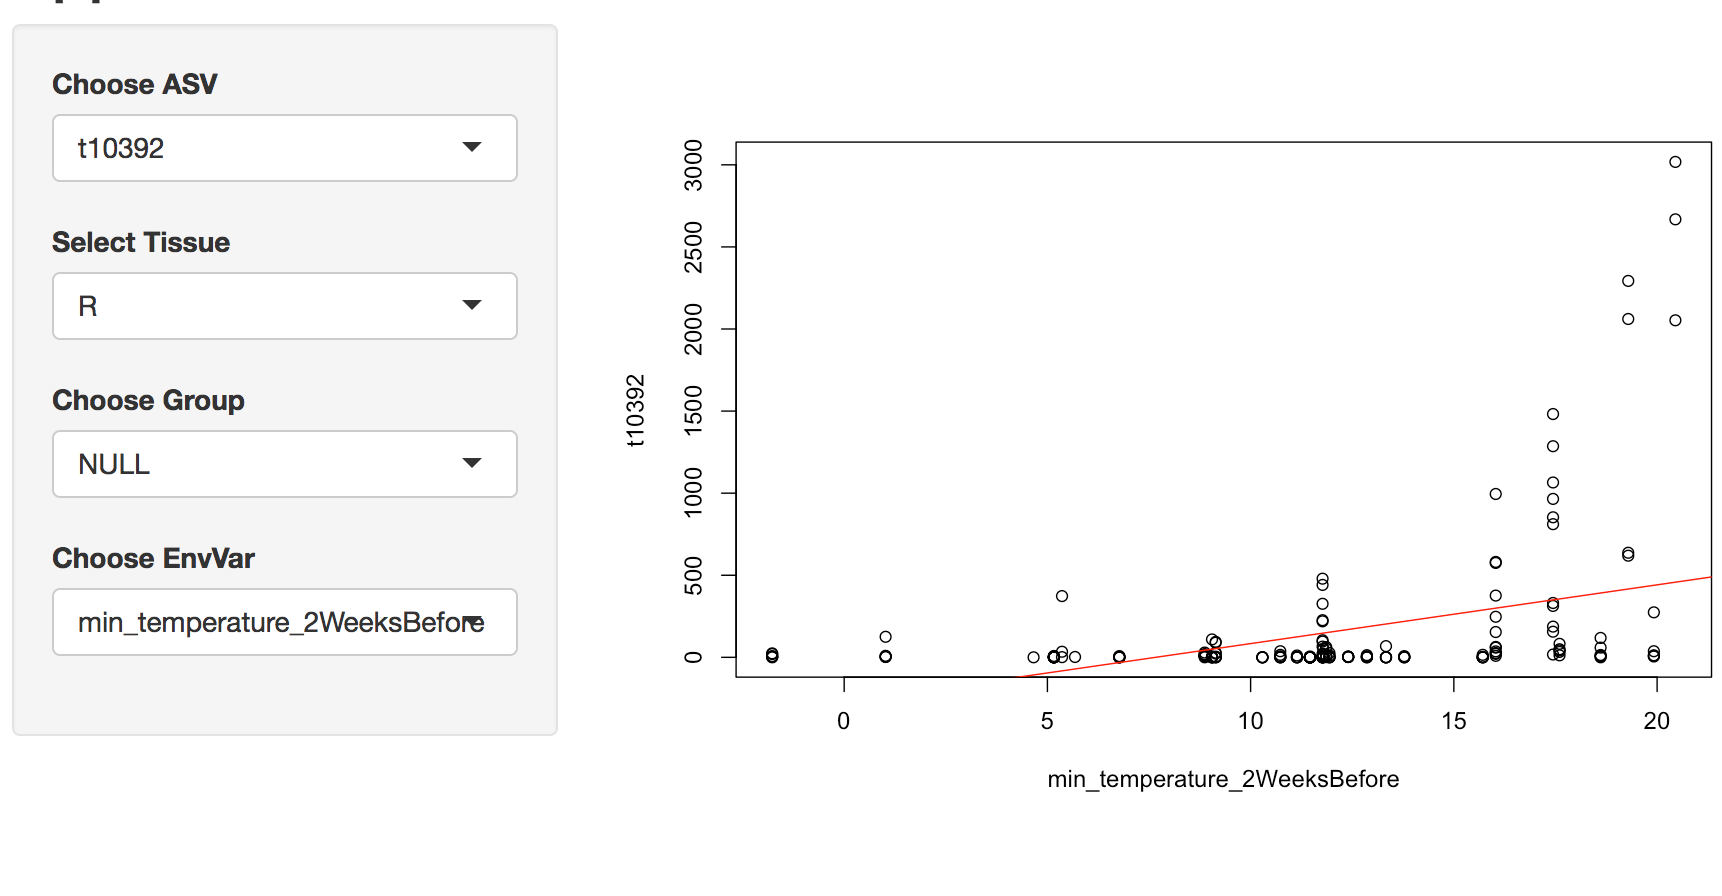 Choose ASV
t10392
Select Tissue
R
Choose Group
NULL
Choose EnvVar
min_temperature_2WeeksBefore
t10392
3000
2500
2000
1500
1000
500
0
0 5 10 15 20
min_temperature_2WeeksBefore